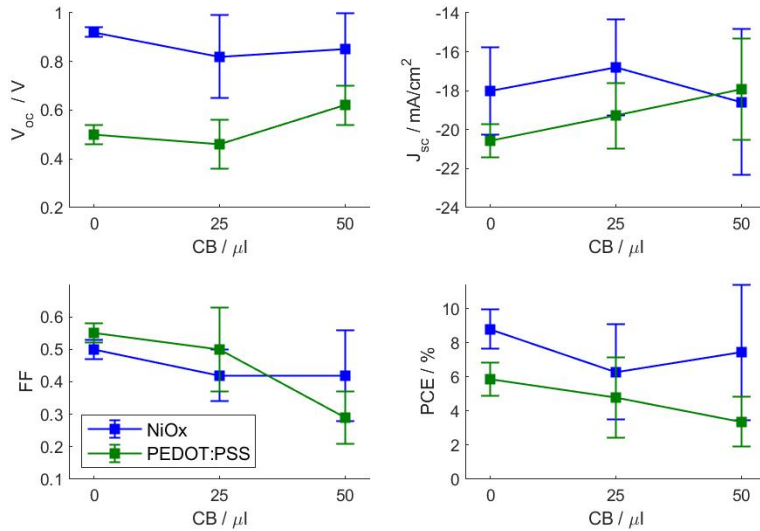 1
0.8
0.6
0.4
0.2
V_oc / V
0 25 50
CB / μl
-14
-16
-18
-20
-22
-24
J_sc / mA/cm²
0 25 50
CB / μl
0.6
0.5
0.4
0.3
0.2
0.1
FF
NiOx
PEDOT:PSS
0 25 50
CB / μl
10
8
6
4
2
0
PCE / %
0 25 50
CB / μl